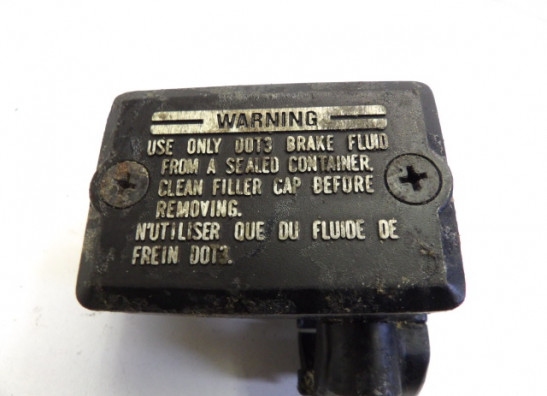 WARNING
USE ONLY DOT3 BRAKE FLUID
FROM A SEALED CONTAINER.
CLEAN FILLER CAP BEFORE
REMOVING.
N'UTILISER QUE DU FLUIDE DE
FREIN DOT3.